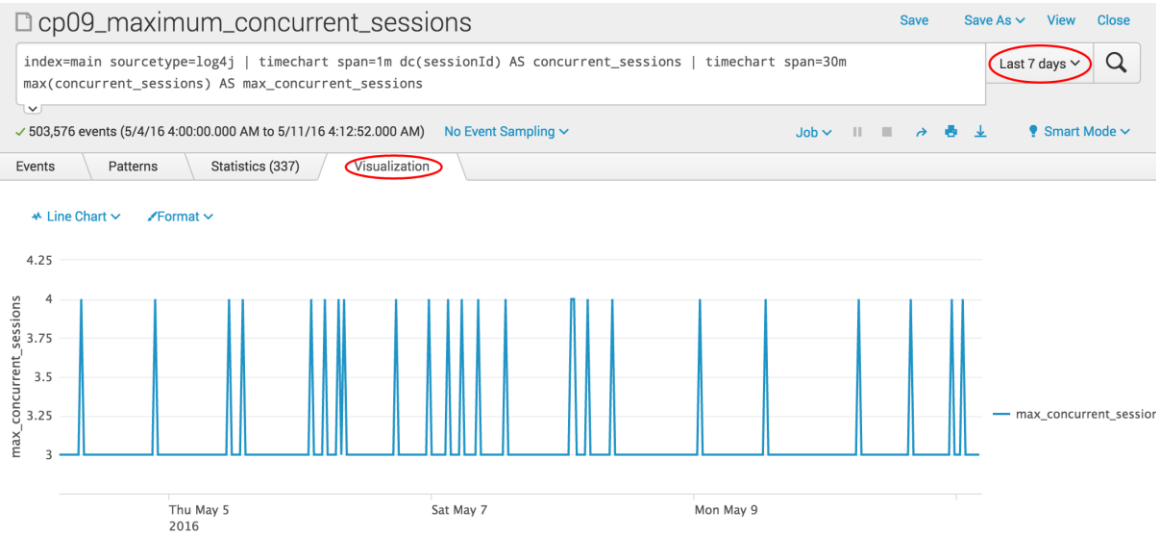 cp09_maximum_concurrent_sessions
Save Save As View Close
index=main sourcetype=log4j | timechart span=1m dc(sessionId) AS concurrent_sessions | timechart span=30m
max(concurrent_sessions) AS max_concurrent_sessions
Last 7 days
503,576 events (5/4/16 4:00:00.000 AM to 5/11/16 4:12:52.000 AM) No Event Sampling
Job Smart Mode
Events Patterns Statistics (337) Visualization
Line Chart Format
4.25
4
3.75
3.5
3.25
3
max_concurrent_sessions
max_concurrent_session
Thu May 5 Sat May 7 Mon May 9
2016